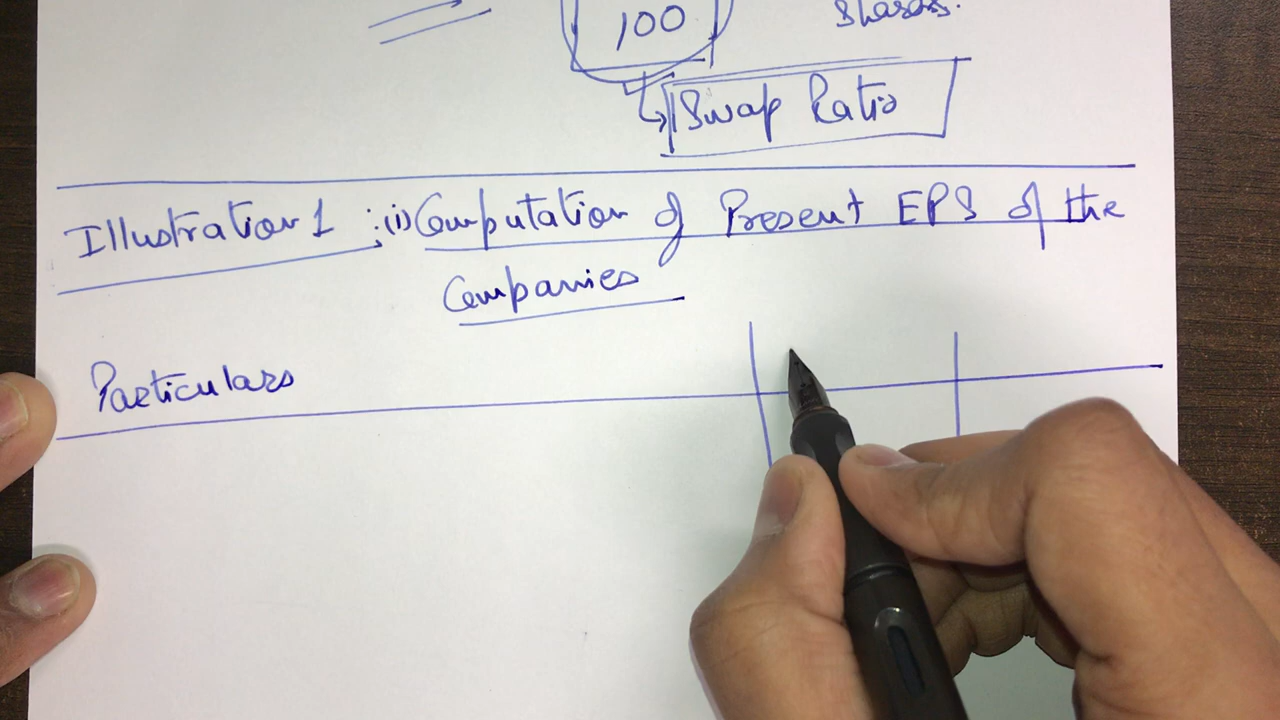 100 Shares.
Swap Ratio
Illustration 1 : (i) Computation of Present EPS of the
Companies
Particulars